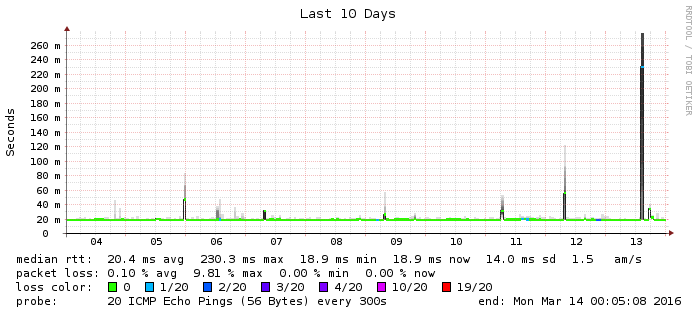 Last 10 Days
RRDTOOL / TOBI OETIKER
Seconds
260 m
240 m
220 m
200 m
180 m
160 m
140 m
120 m
100 m
80 m
60 m
40 m
20 m
0
04 05 06 07 08 09 10 11 12 13
median rtt: 20.4 ms avg 230.3 ms max 18.9 ms min 18.9 ms now 14.0 ms sd 1.5 am/s
packet loss: 0.10 % avg 9.81 % max 0.00 % min 0.00 % now
loss color: 0 1/20 2/20 3/20 4/20 10/20 19/20
probe: 20 ICMP Echo Pings (56 Bytes) every 300s end: Mon Mar 14 00:05:08 2016